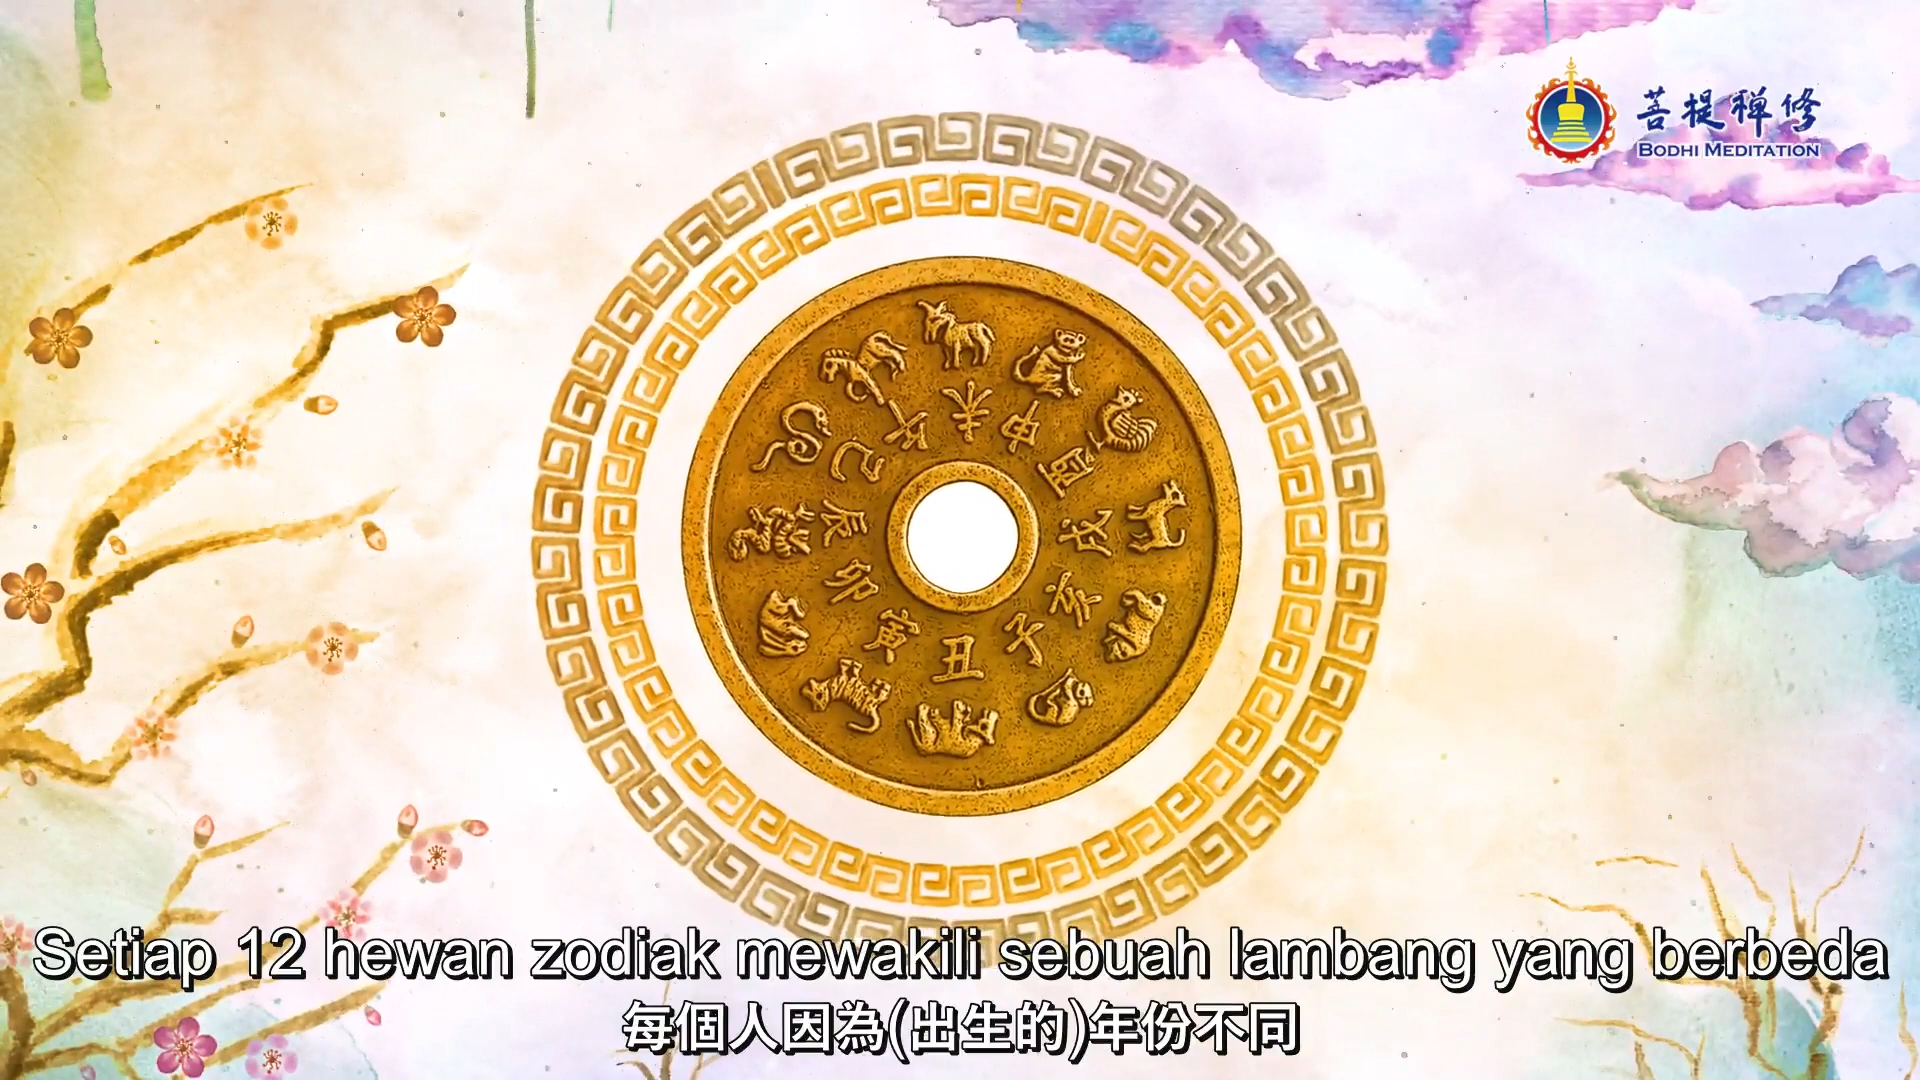 菩提禪修
BODHI MEDITATION
未
申
酉
戌
亥
子
丑
寅
卯
辰
巳
午
Setiap 12 hewan zodiak mewakili sebuah lambang yang berbeda
每個人因為(出生的)年份不同